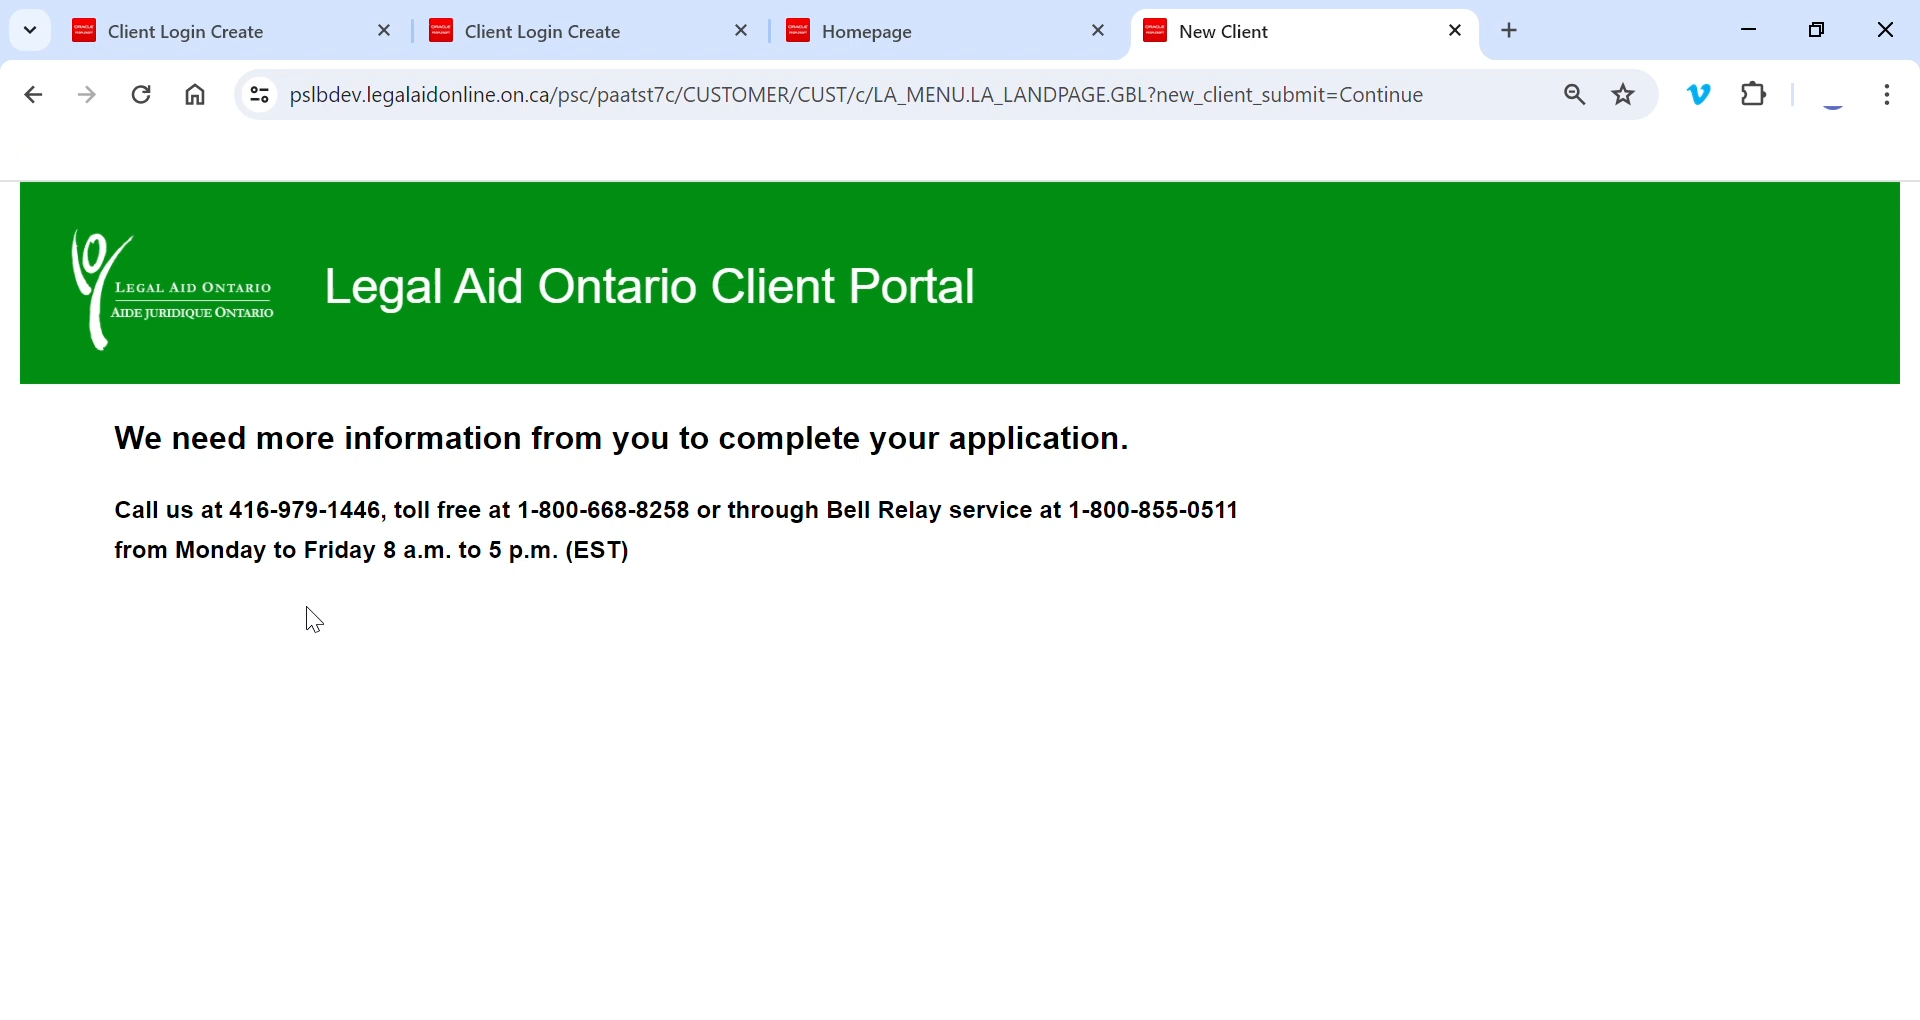 Client Login Create
Client Login Create
Homepage
New Client
pslbdev.legalaidonline.on.ca/psc/paatst7c/CUSTOMER/CUST/c/LA_MENU.LA_LANDPAGE.GBL?new_client_submit=Continue
LEGAL AID ONTARIO
AIDE JURIDIQUE ONTARIO
Legal Aid Ontario Client Portal
We need more information from you to complete your application.
Call us at 416-979-1446, toll free at 1-800-668-8258 or through Bell Relay service at 1-800-855-0511
from Monday to Friday 8 a.m. to 5 p.m. (EST)